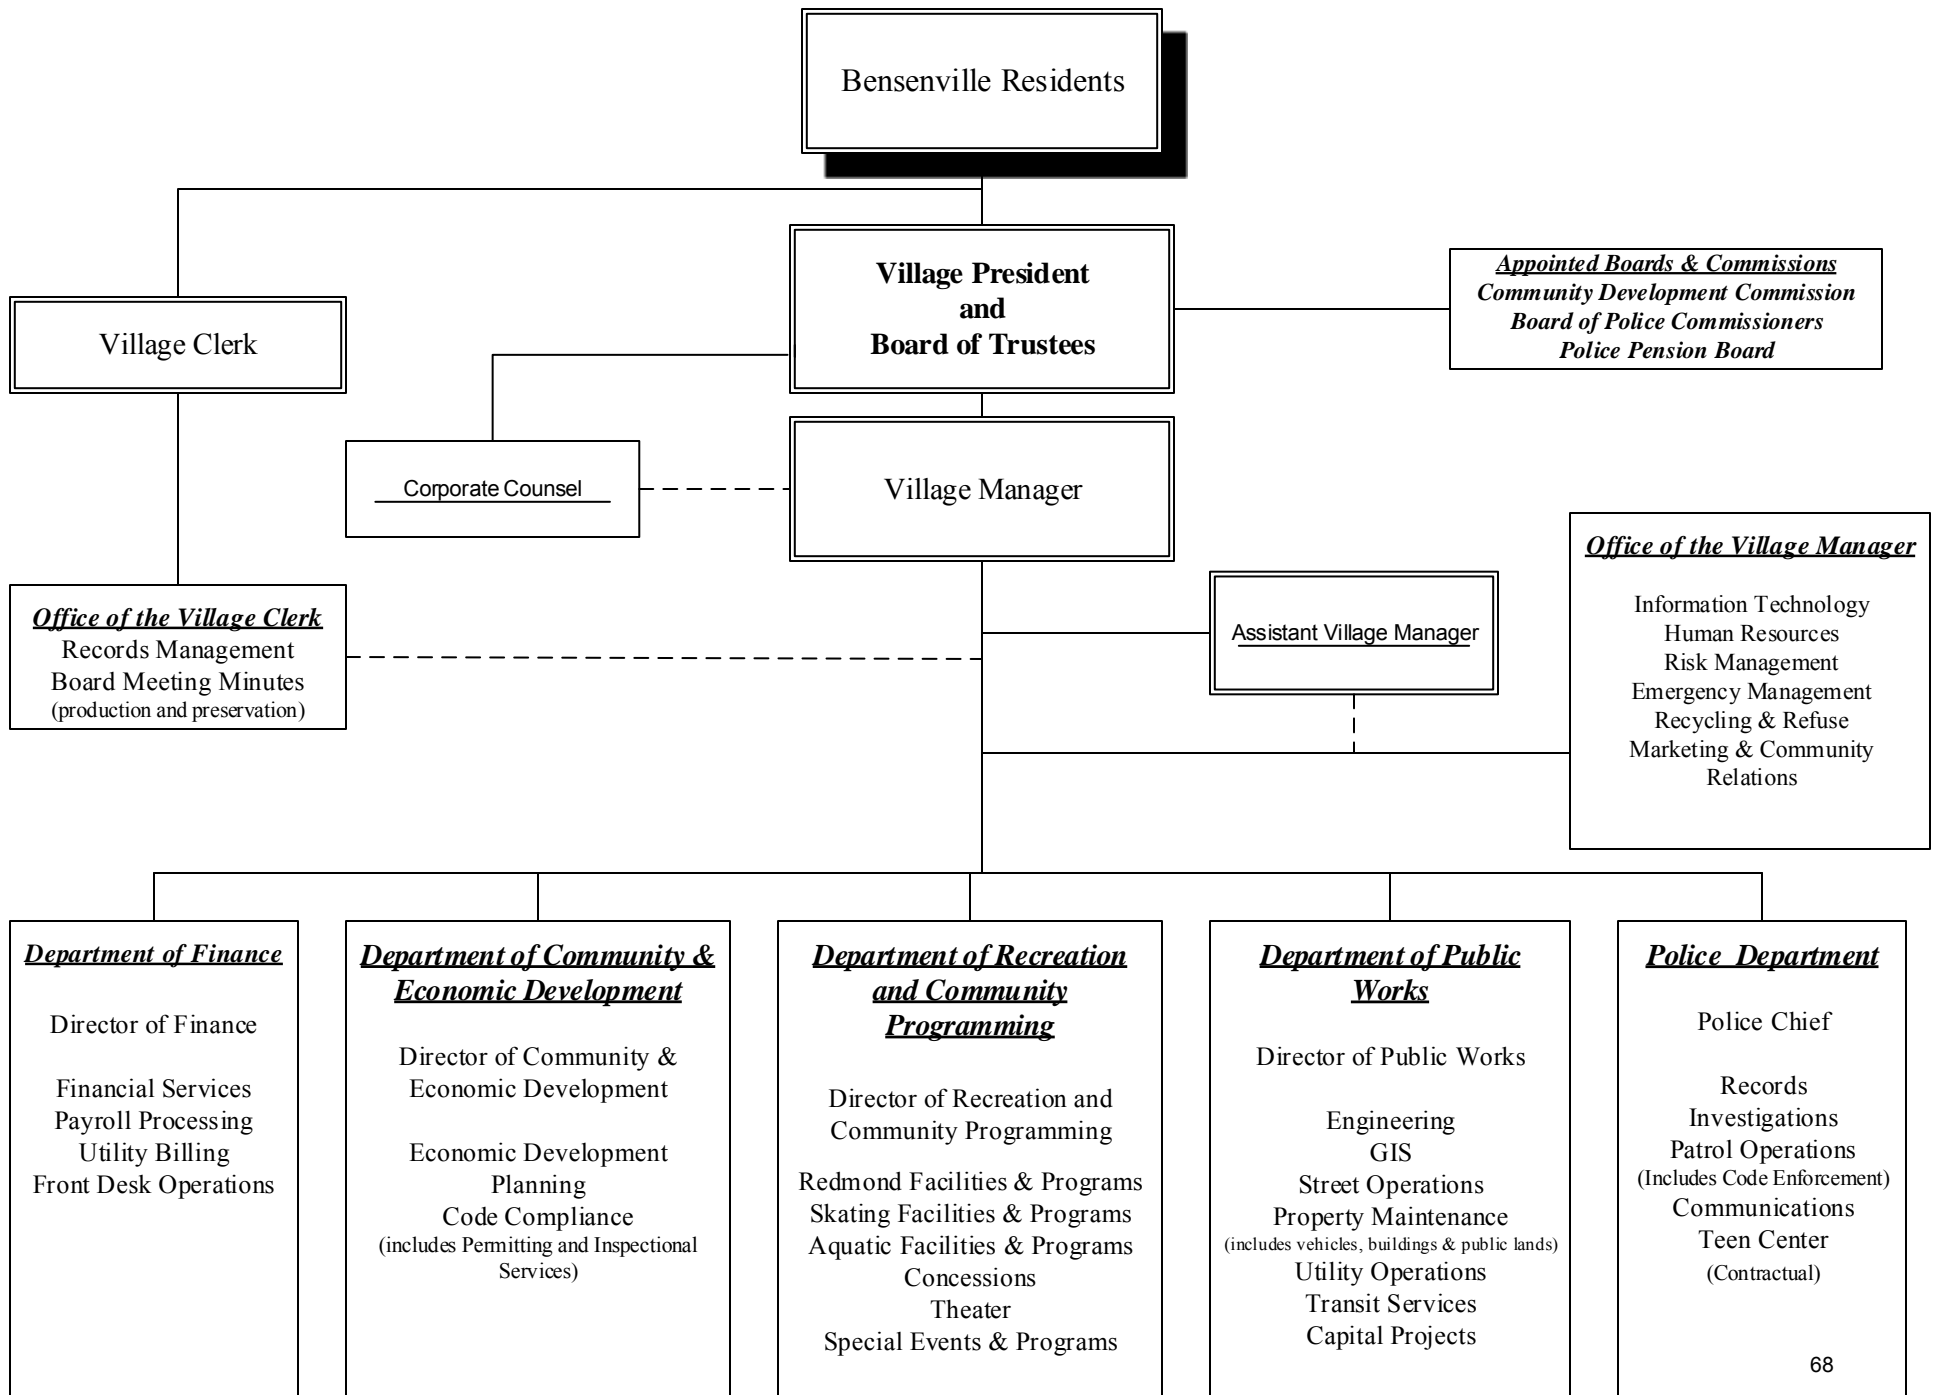 Bensenville Residents
Village President
and
Board of Trustees
Appointed Boards & Commissions
Community Development Commission
Board of Police Commissioners
Police Pension Board
Village Clerk
Corporate Counsel
Village Manager
Office of the Village Manager
Information Technology
Human Resources
Risk Management
Emergency Management
Recycling & Refuse
Marketing & Community
Relations
Assistant Village Manager
Office of the Village Clerk
Records Management
Board Meeting Minutes
(production and preservation)
Department of Finance
Director of Finance
Financial Services
Payroll Processing
Utility Billing
Front Desk Operations
Department of Community &
Economic Development
Director of Community &
Economic Development
Economic Development
Planning
Code Compliance
(includes Permitting and Inspectional
Services)
Department of Recreation
and Community
Programming
Director of Recreation and
Community Programming
Redmond Facilities & Programs
Skating Facilities & Programs
Aquatic Facilities & Programs
Concessions
Theater
Special Events & Programs
Department of Public
Works
Director of Public Works
Engineering
GIS
Street Operations
Property Maintenance
(includes vehicles, buildings & public lands)
Utility Operations
Transit Services
Capital Projects
Police Department
Police Chief
Records
Investigations
Patrol Operations
(Includes Code Enforcement)
Communications
Teen Center
(Contractual)
68